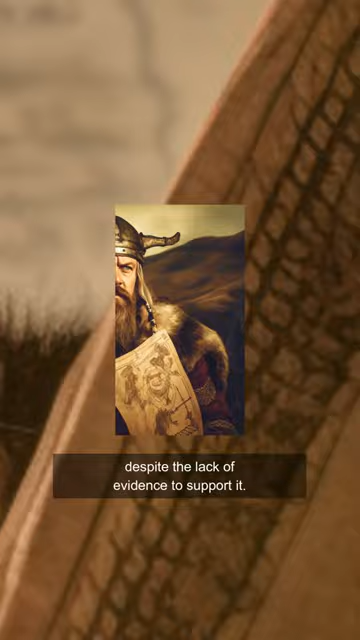 despite the lack of
evidence to support it.